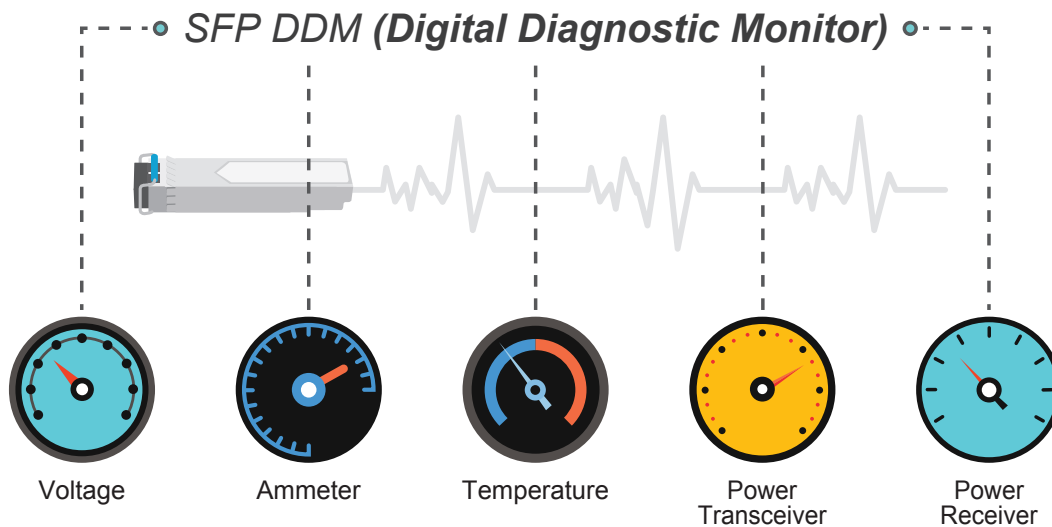 SFP DDM (Digital Diagnostic Monitor)
Voltage
Ammeter
Temperature
Power
Transceiver
Power
Receiver